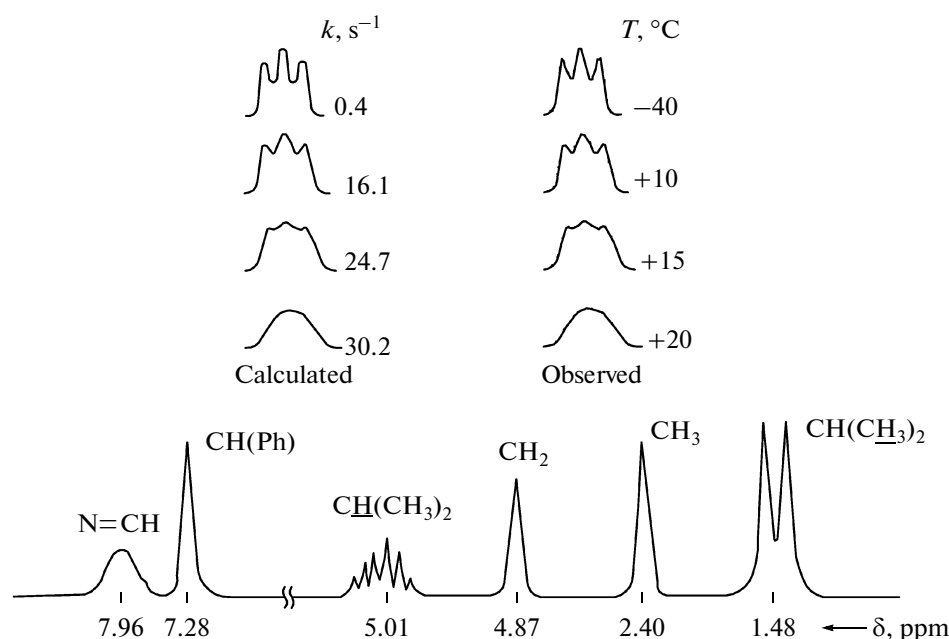 k, s⁻¹ T, °C
0.4 −40
16.1 +10
24.7 +15
30.2 +20
Calculated Observed
CH(Ph) CH₃ CH(CH₃)₂
CH₂
N=CH CH(CH₃)₂
7.96 7.28 5.01 4.87 2.40 1.48 ← δ, ppm